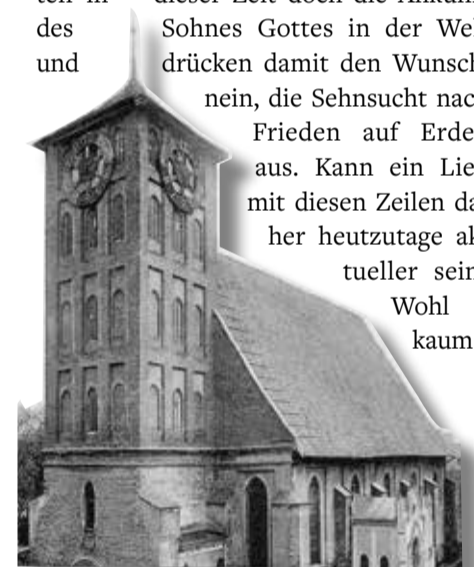 dieser Zeit doch die
des Sohnes Gottes in der
und drücken damit den
nein, die Sehnsucht
Frieden auf Erde
aus. Kann ein
mit diesen Zeilen
her heutzutage ak
tueller sein
Wohl
kaum